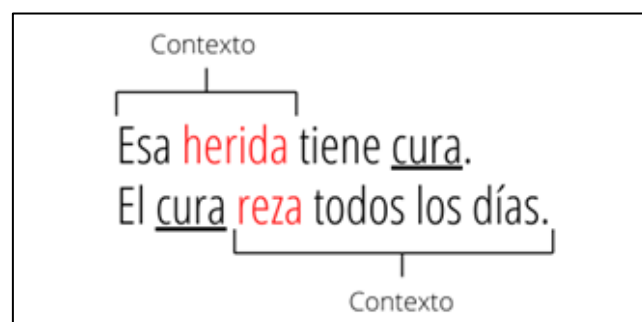 Contexto
Esa herida tiene cura.
El cura reza todos los días.
Contexto